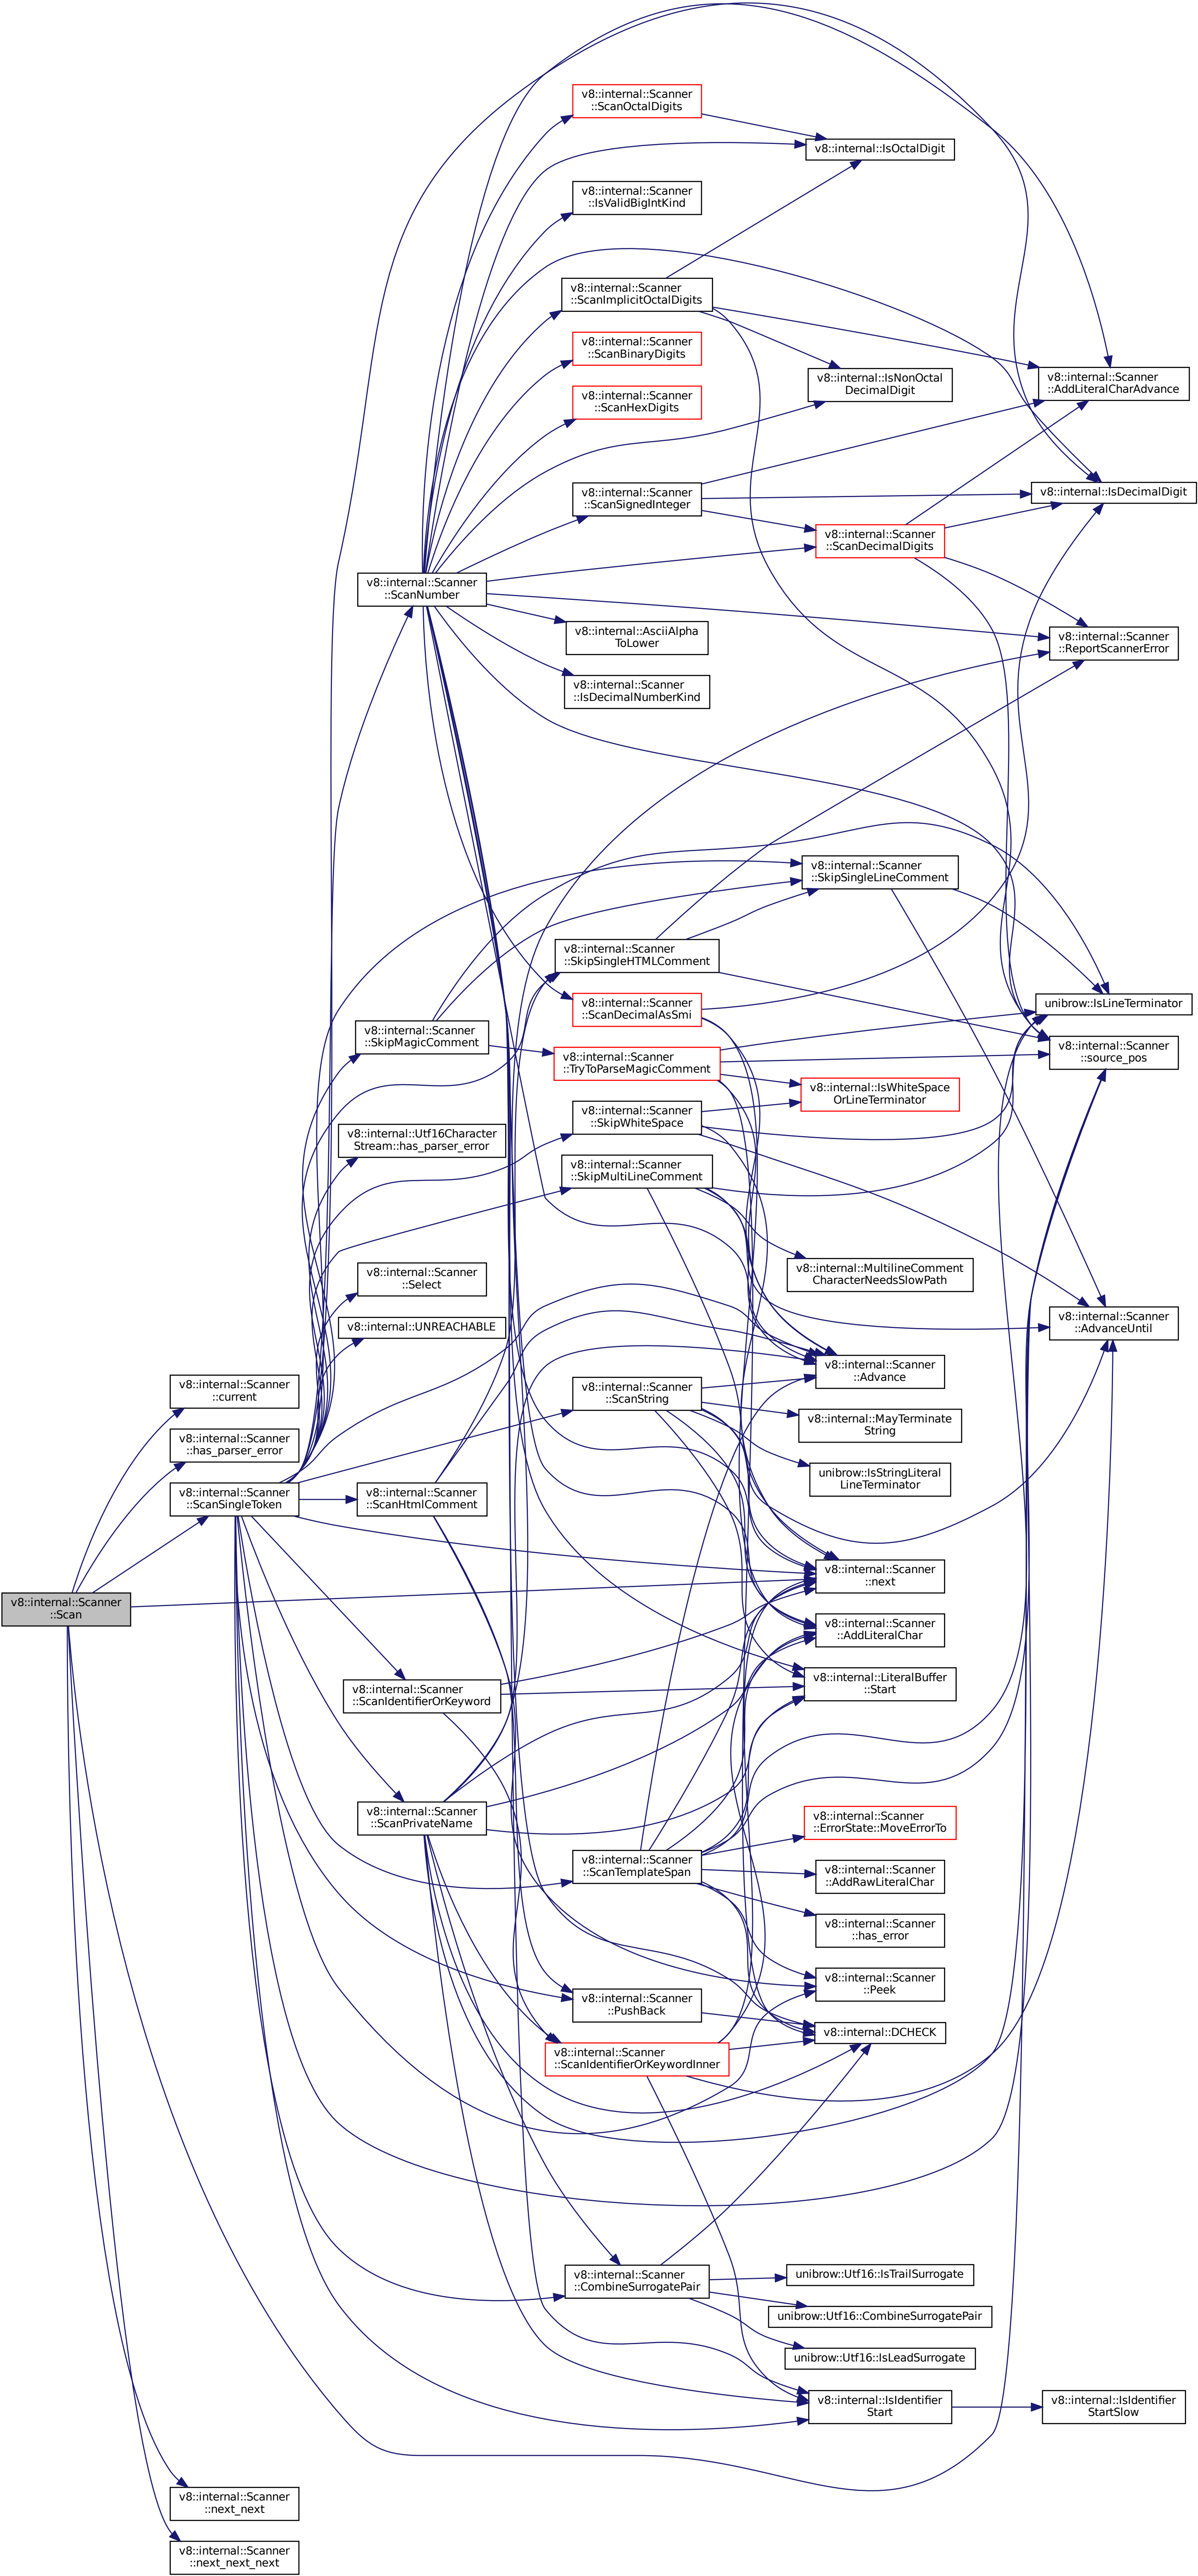 v8::internal::Scanner
::ScanOctalDigits
v8::internal::IsOctalDigit
v8::internal::Scanner
::IsValidBigIntKind
v8::internal::Scanner
::ScanImplicitOctalDigits
v8::internal::Scanner
::ScanBinaryDigits
v8::internal::IsNonOctal
DecimalDigit
v8::internal::Scanner
::AddLiteralCharAdvance
v8::internal::Scanner
::ScanHexDigits
v8::internal::Scanner
::ScanSignedInteger
v8::internal::IsDecimalDigit
v8::internal::Scanner
::ScanDecimalDigits
v8::internal::Scanner
::ScanNumber
v8::internal::AsciiAlpha
ToLower
v8::internal::Scanner
::ReportScannerError
v8::internal::Scanner
::IsDecimalNumberKind
v8::internal::Scanner
::SkipSingleLineComment
v8::internal::Scanner
::SkipSingleHTMLComment
v8::internal::Scanner
::ScanDecimalAsSmi
unibrow::IsLineTerminator
v8::internal::Scanner
::SkipMagicComment
v8::internal::Scanner
::TryToParseMagicComment
v8::internal::Scanner
::source_pos
v8::internal::IsWhiteSpace
OrLineTerminator
v8::internal::Scanner
::SkipWhiteSpace
v8::internal::Utf16Character
Stream::has_parser_error
v8::internal::Scanner
::SkipMultiLineComment
v8::internal::Scanner
::Select
v8::internal::MultilineComment
CharacterNeedsSlowPath
v8::internal::UNREACHABLE
v8::internal::Scanner
::AdvanceUntil
v8::internal::Scanner
::Advance
v8::internal::Scanner
::current
v8::internal::Scanner
::ScanString
v8::internal::MayTerminate
String
v8::internal::Scanner
::has_parser_error
unibrow::IsStringLiteral
LineTerminator
v8::internal::Scanner
::ScanSingleToken
v8::internal::Scanner
::ScanHtmlComment
v8::internal::Scanner
::next
v8::internal::Scanner
::Scan
v8::internal::Scanner
::AddLiteralChar
v8::internal::Scanner
::ScanIdentifierOrKeyword
v8::internal::LiteralBuffer
::Start
v8::internal::Scanner
::ScanPrivateName
v8::internal::Scanner
::ErrorState::MoveErrorTo
v8::internal::Scanner
::ScanTemplateSpan
v8::internal::Scanner
::AddRawLiteralChar
v8::internal::Scanner
::has_error
v8::internal::Scanner
::Peek
v8::internal::Scanner
::PushBack
v8::internal::DCHECK
v8::internal::Scanner
::ScanIdentifierOrKeywordInner
v8::internal::Scanner
::CombineSurrogatePair
unibrow::Utf16::IsTrailSurrogate
unibrow::Utf16::CombineSurrogatePair
unibrow::Utf16::IsLeadSurrogate
v8::internal::IsIdentifier
Start
v8::internal::IsIdentifier
StartSlow
v8::internal::Scanner
::next_next
v8::internal::Scanner
::next_next_next